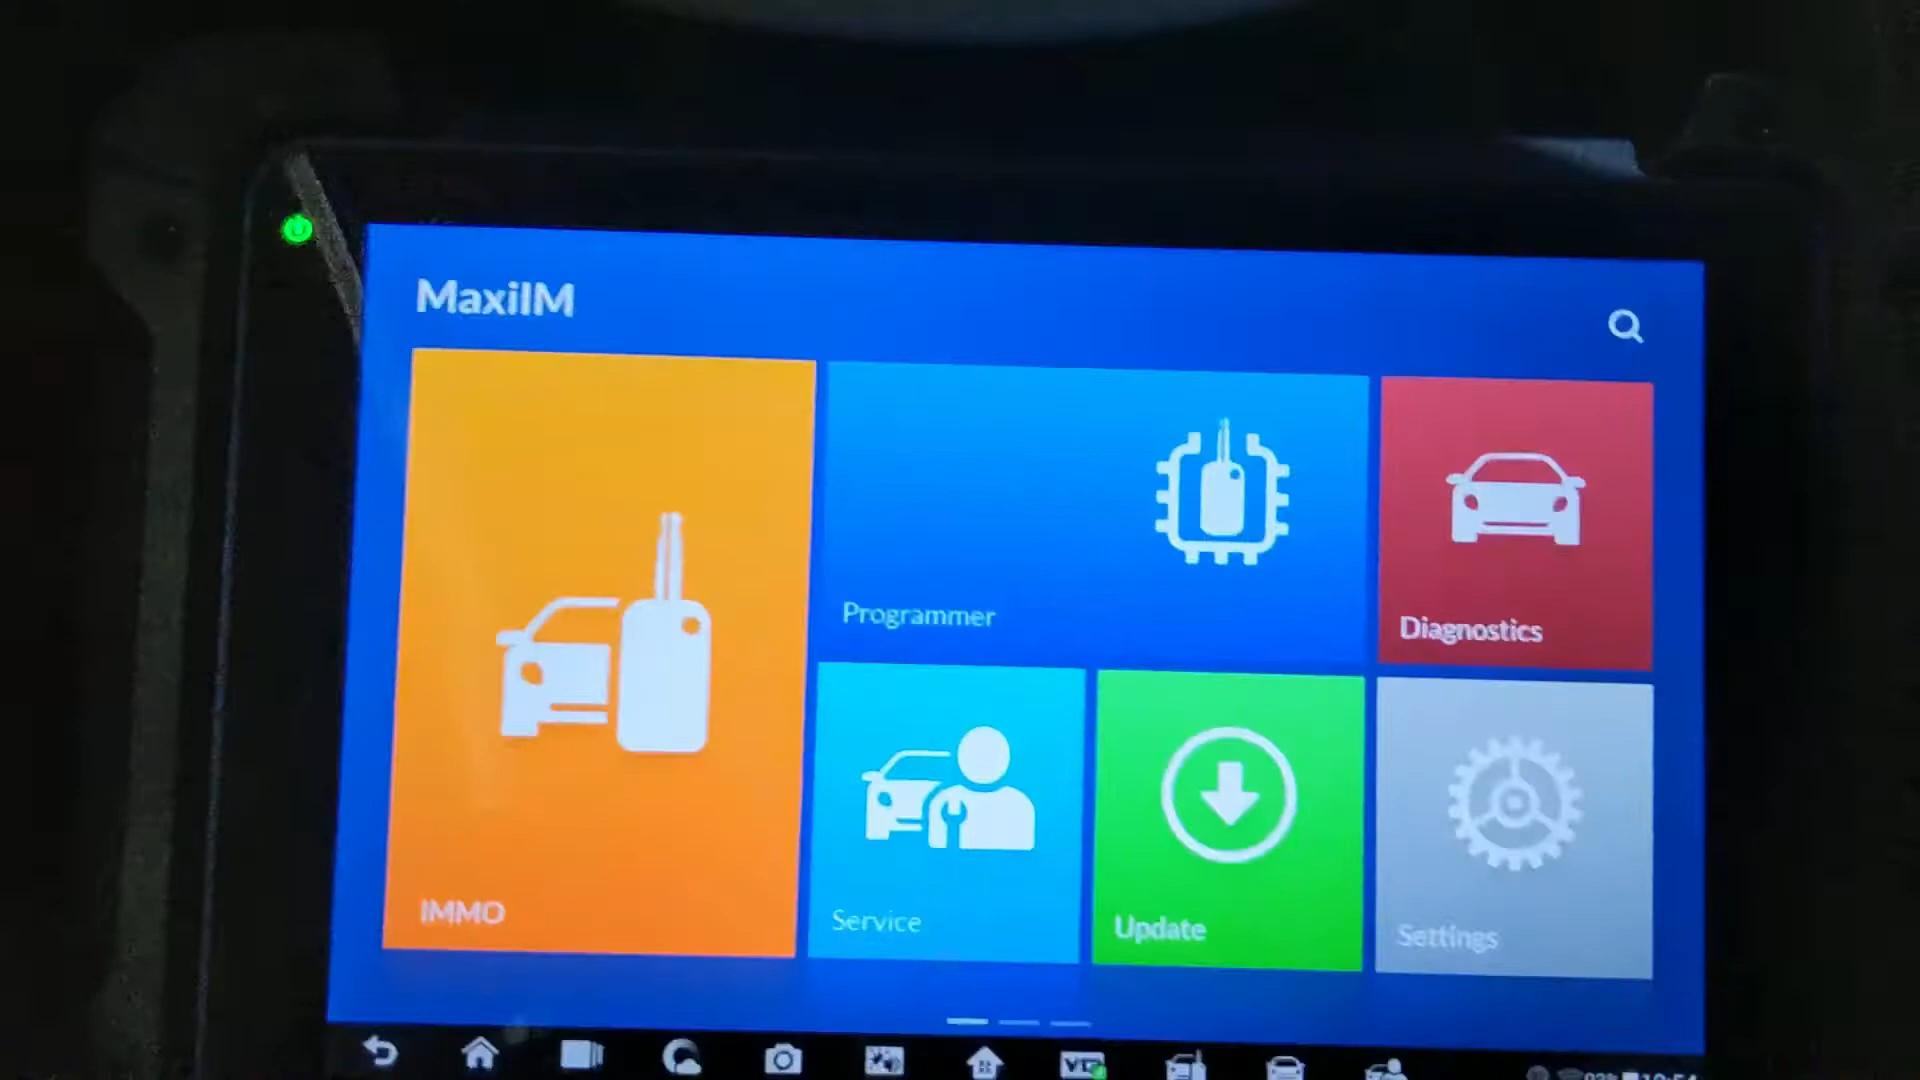 MaxiIM
Programmer
Diagnostics
IMMO
Service
Update
Settings